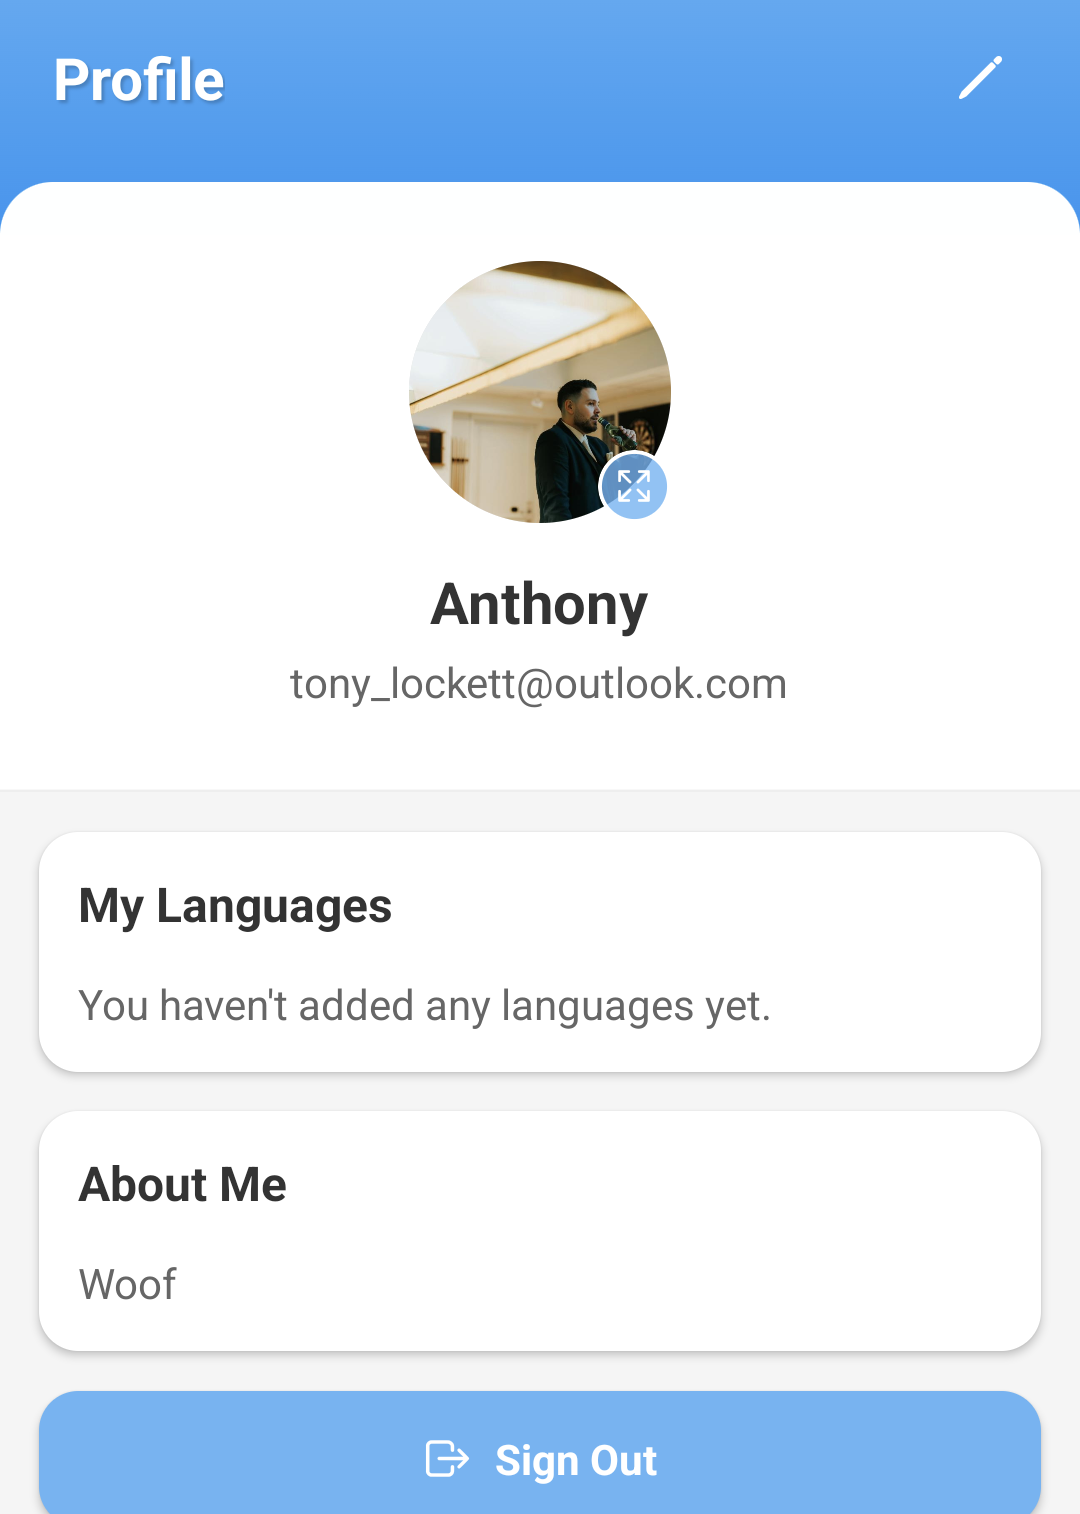 Profile
Anthony
tony_lockett@outlook.com
My Languages
You haven't added any languages yet.
About Me
Woof
Sign Out